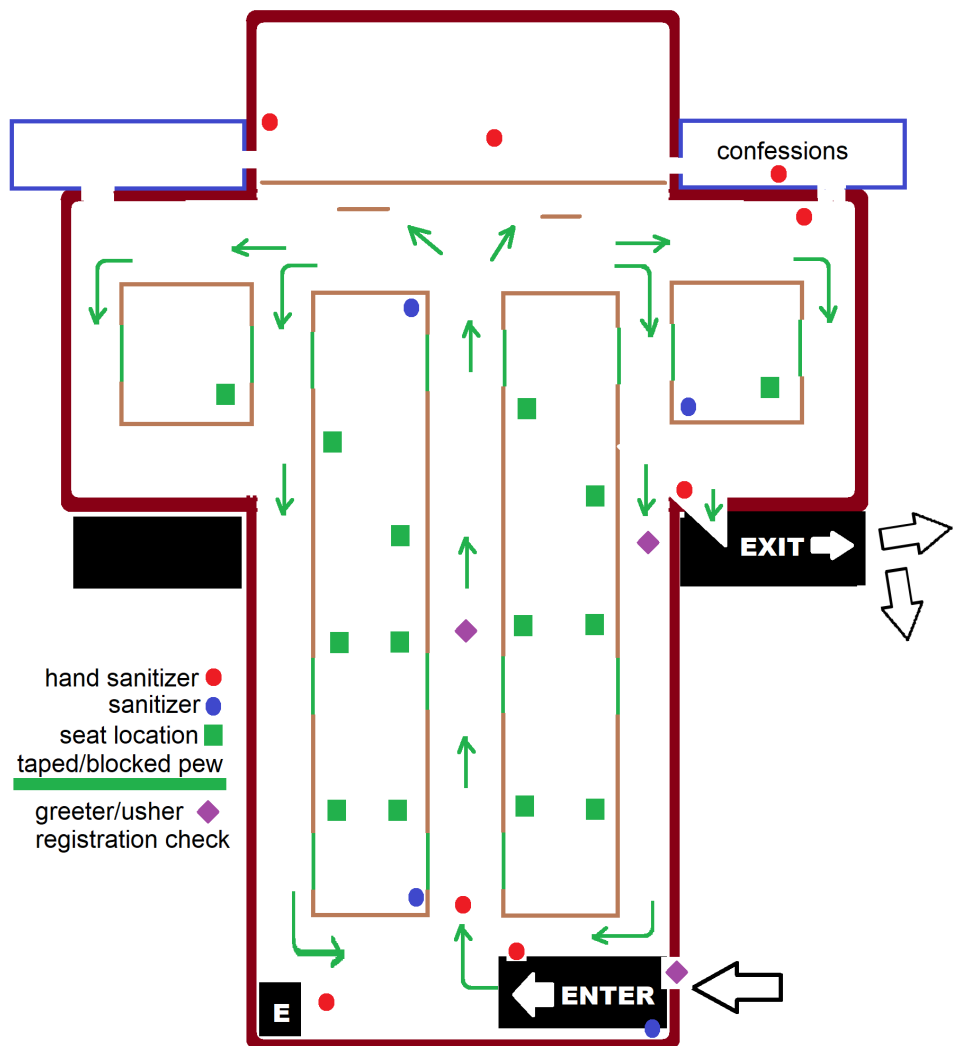 confessions
EXIT
hand sanitizer
sanitizer
seat location
taped/blocked pew
greeter/usher
registration check
ENTER
E